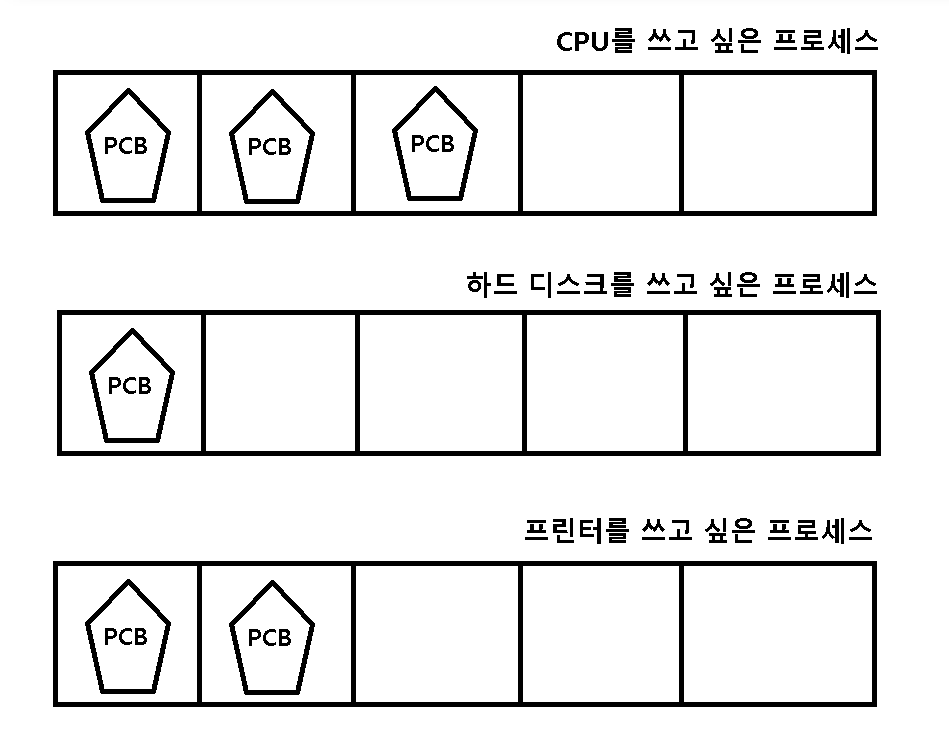 CPU를 쓰고 싶은 프로세스
PCB PCB PCB
하드 디스크를 쓰고 싶은 프로세스
PCB
프린터를 쓰고 싶은 프로세스
PCB PCB